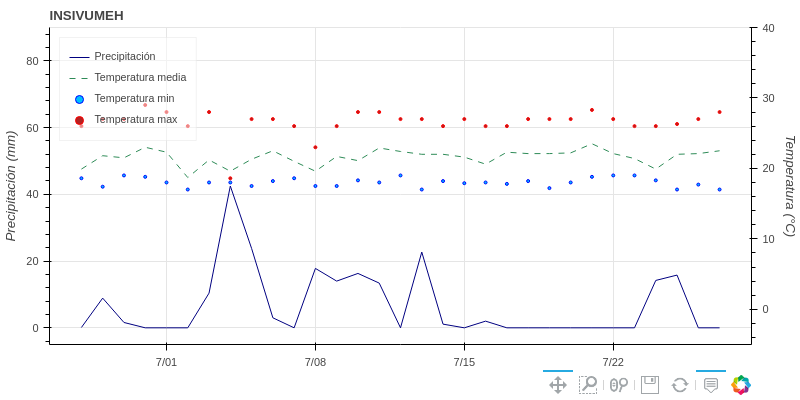 INSIVUMEH
Precipitación
Temperatura media
Temperatura min
Temperatura max
Precipitación (mm)
80
60
40
20
0
Temperatura (°C)
40
30
20
10
0
7/01
7/08
7/15
7/22